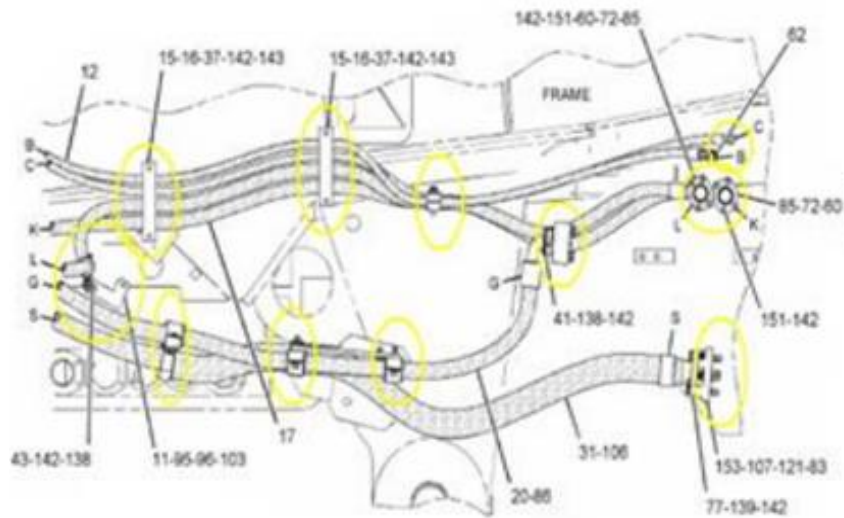 142-151-60-72-85
62
15-16-37-142-143
15-16-37-142-143
12
FRAME
C
B
B
C
85-72-60
K
L
K
L
G
G
151-142
S
41-138-142
S
17
43-142-138
11-95-96-103
31-106
153-107-121-83
20-86
77-139-142